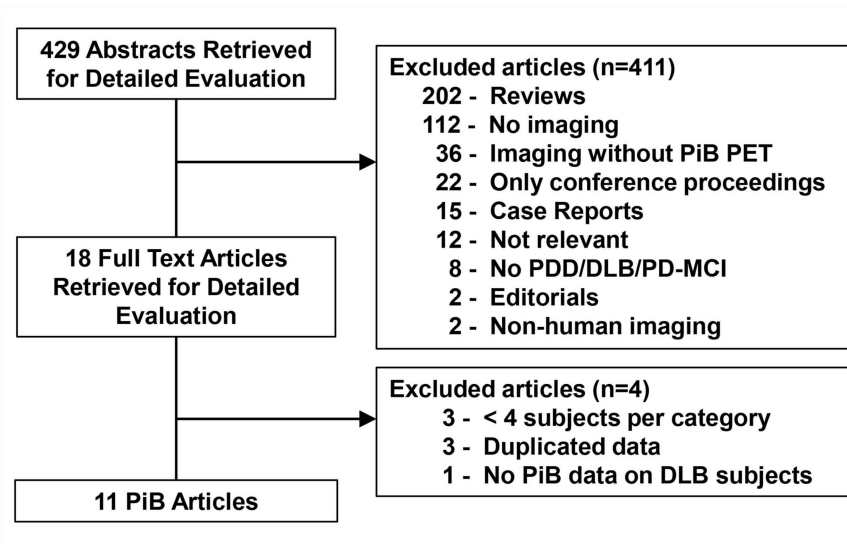 429 Abstracts Retrieved
for Detailed Evaluation
Excluded articles (n=411)
202 - Reviews
112 - No imaging
36 - Imaging without PiB PET
22 - Only conference proceedings
15 - Case Reports
12 - Not relevant
8 - No PDD/DLB/PD-MCI
2 - Editorials
2 - Non-human imaging
18 Full Text Articles
Retrieved for Detailed
Evaluation
Excluded articles (n=4)
3 - < 4 subjects per category
3 - Duplicated data
1 - No PiB data on DLB subjects
11 PiB Articles